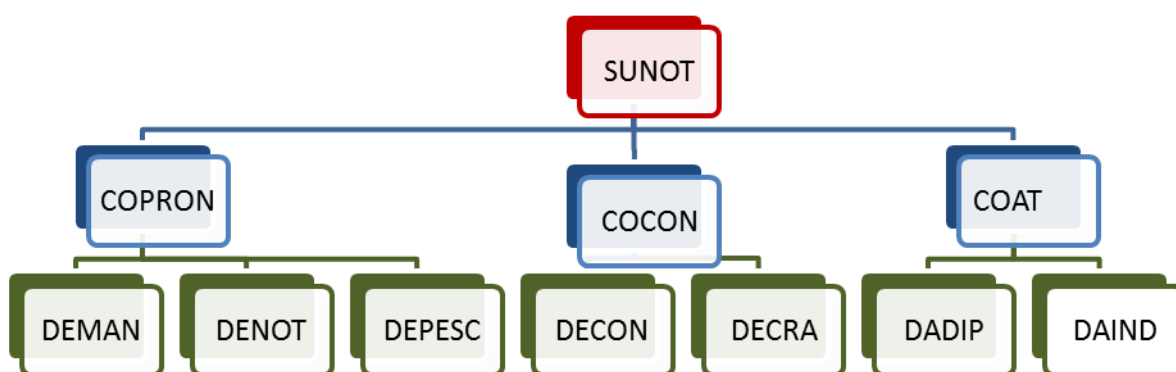 SUNOT
COPRON
COCON
COAT
DEMAN
DENOT
DEPESC
DECON
DECRA
DADIP
DAIND